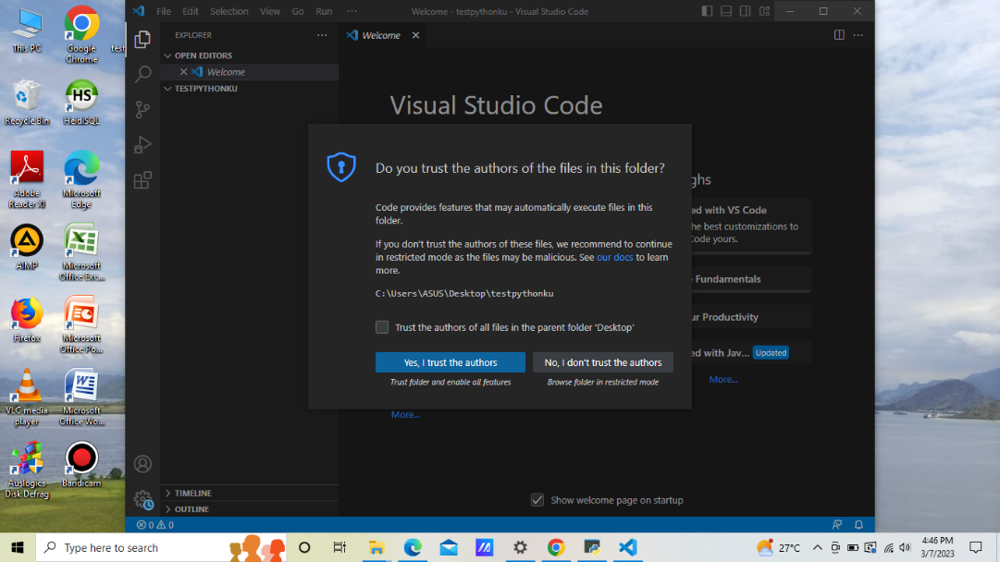 File Edit Selection View Go Run ···
Welcome - testpythonku - Visual Studio Code
This PC
Google Chrome
test
Recycle Bin
HS
HeidiSQL
Adobe Reader XI
Microsoft Edge
AIMP
Microsoft Office Exc...
Firefox
Microsoft Office Po...
VLC media player
Microsoft Office Wo...
Auslogics Disk Defrag
Bandicam
EXPLORER
OPEN EDITORS
Welcome
TESTPYTHONKU
TIMELINE
OUTLINE
Welcome
Visual Studio Code
Do you trust the authors of the files in this folder?
Code provides features that may automatically execute files in this
folder.
If you don't trust the authors of these files, we recommend to continue
in restricted mode as the files may be malicious. See our docs to learn
more.
C:\Users\ASUS\Desktop\testpythonku
Trust the authors of all files in the parent folder 'Desktop'
Yes, I trust the authors
No, I don't trust the authors
Trust folder and enable all features
Browse folder in restricted mode
ghs
ed with VS Code
he best customizations to
Code yours.
Fundamentals
ur Productivity
ed with Jav... Updated
More...
More...
Show welcome page on startup
0 0
Type here to search
27°C
4:46 PM
3/7/2023